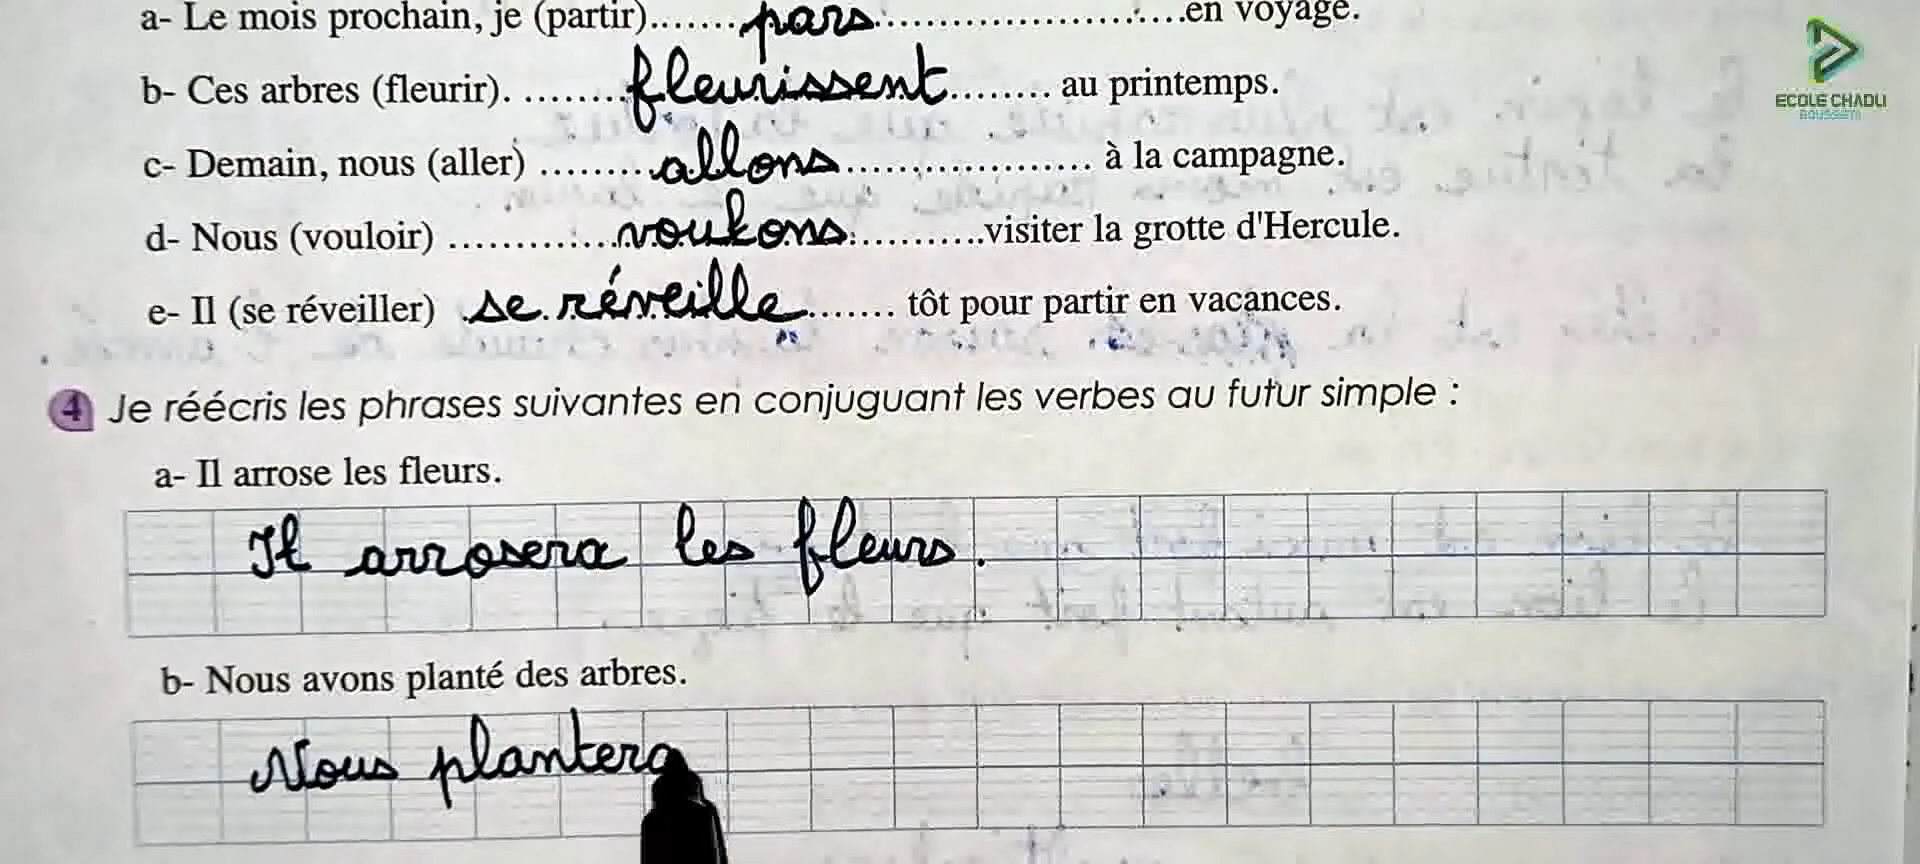 a- Le mois prochain, je (partir).......pars.............................en voyage.
b- Ces arbres (fleurir). ........fleurissent........ au printemps.
c- Demain, nous (aller) ........allons.................... à la campagne.
d- Nous (vouloir) ............voulons...........visiter la grotte d'Hercule.
e- Il (se réveiller) .se réveille....... tôt pour partir en vacances.
4 Je réécris les phrases suivantes en conjuguant les verbes au futur simple :
a- Il arrose les fleurs.
Il arrosera les fleurs.
b- Nous avons planté des arbres.
Nous plantero
ECOLE CHADLI
BOUSSETTA